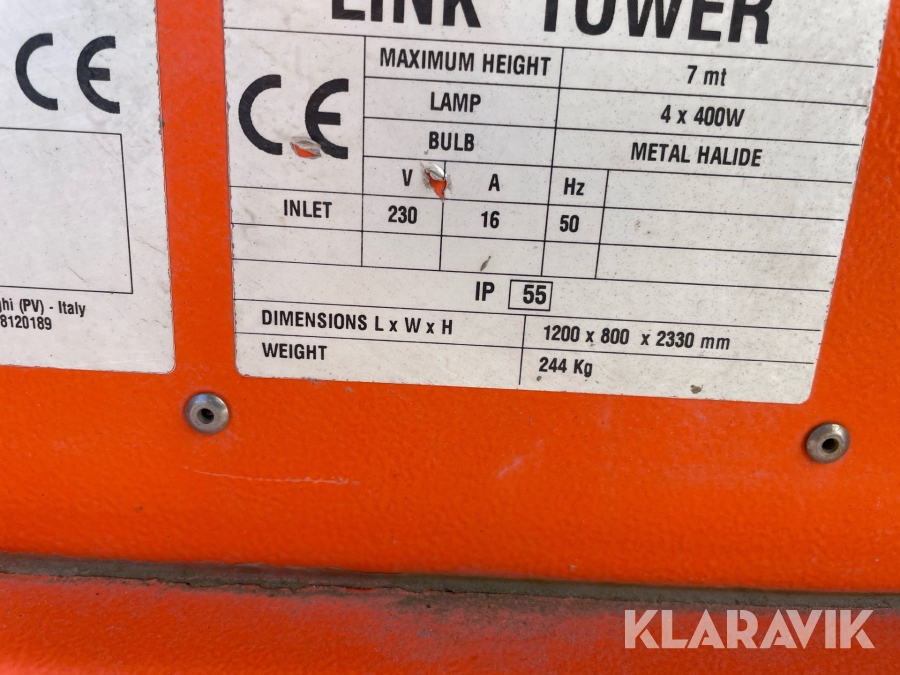 LINK TOWER
CE
CE
MAXIMUM HEIGHT 7 mt
LAMP 4 x 400W
BULB METAL HALIDE
V A Hz
INLET 230 16 50
IP 55
DIMENSIONS L x W x H 1200 x 800 x 2330 mm
WEIGHT 244 Kg
(PV) - Italy
8120189
KLARAVIK